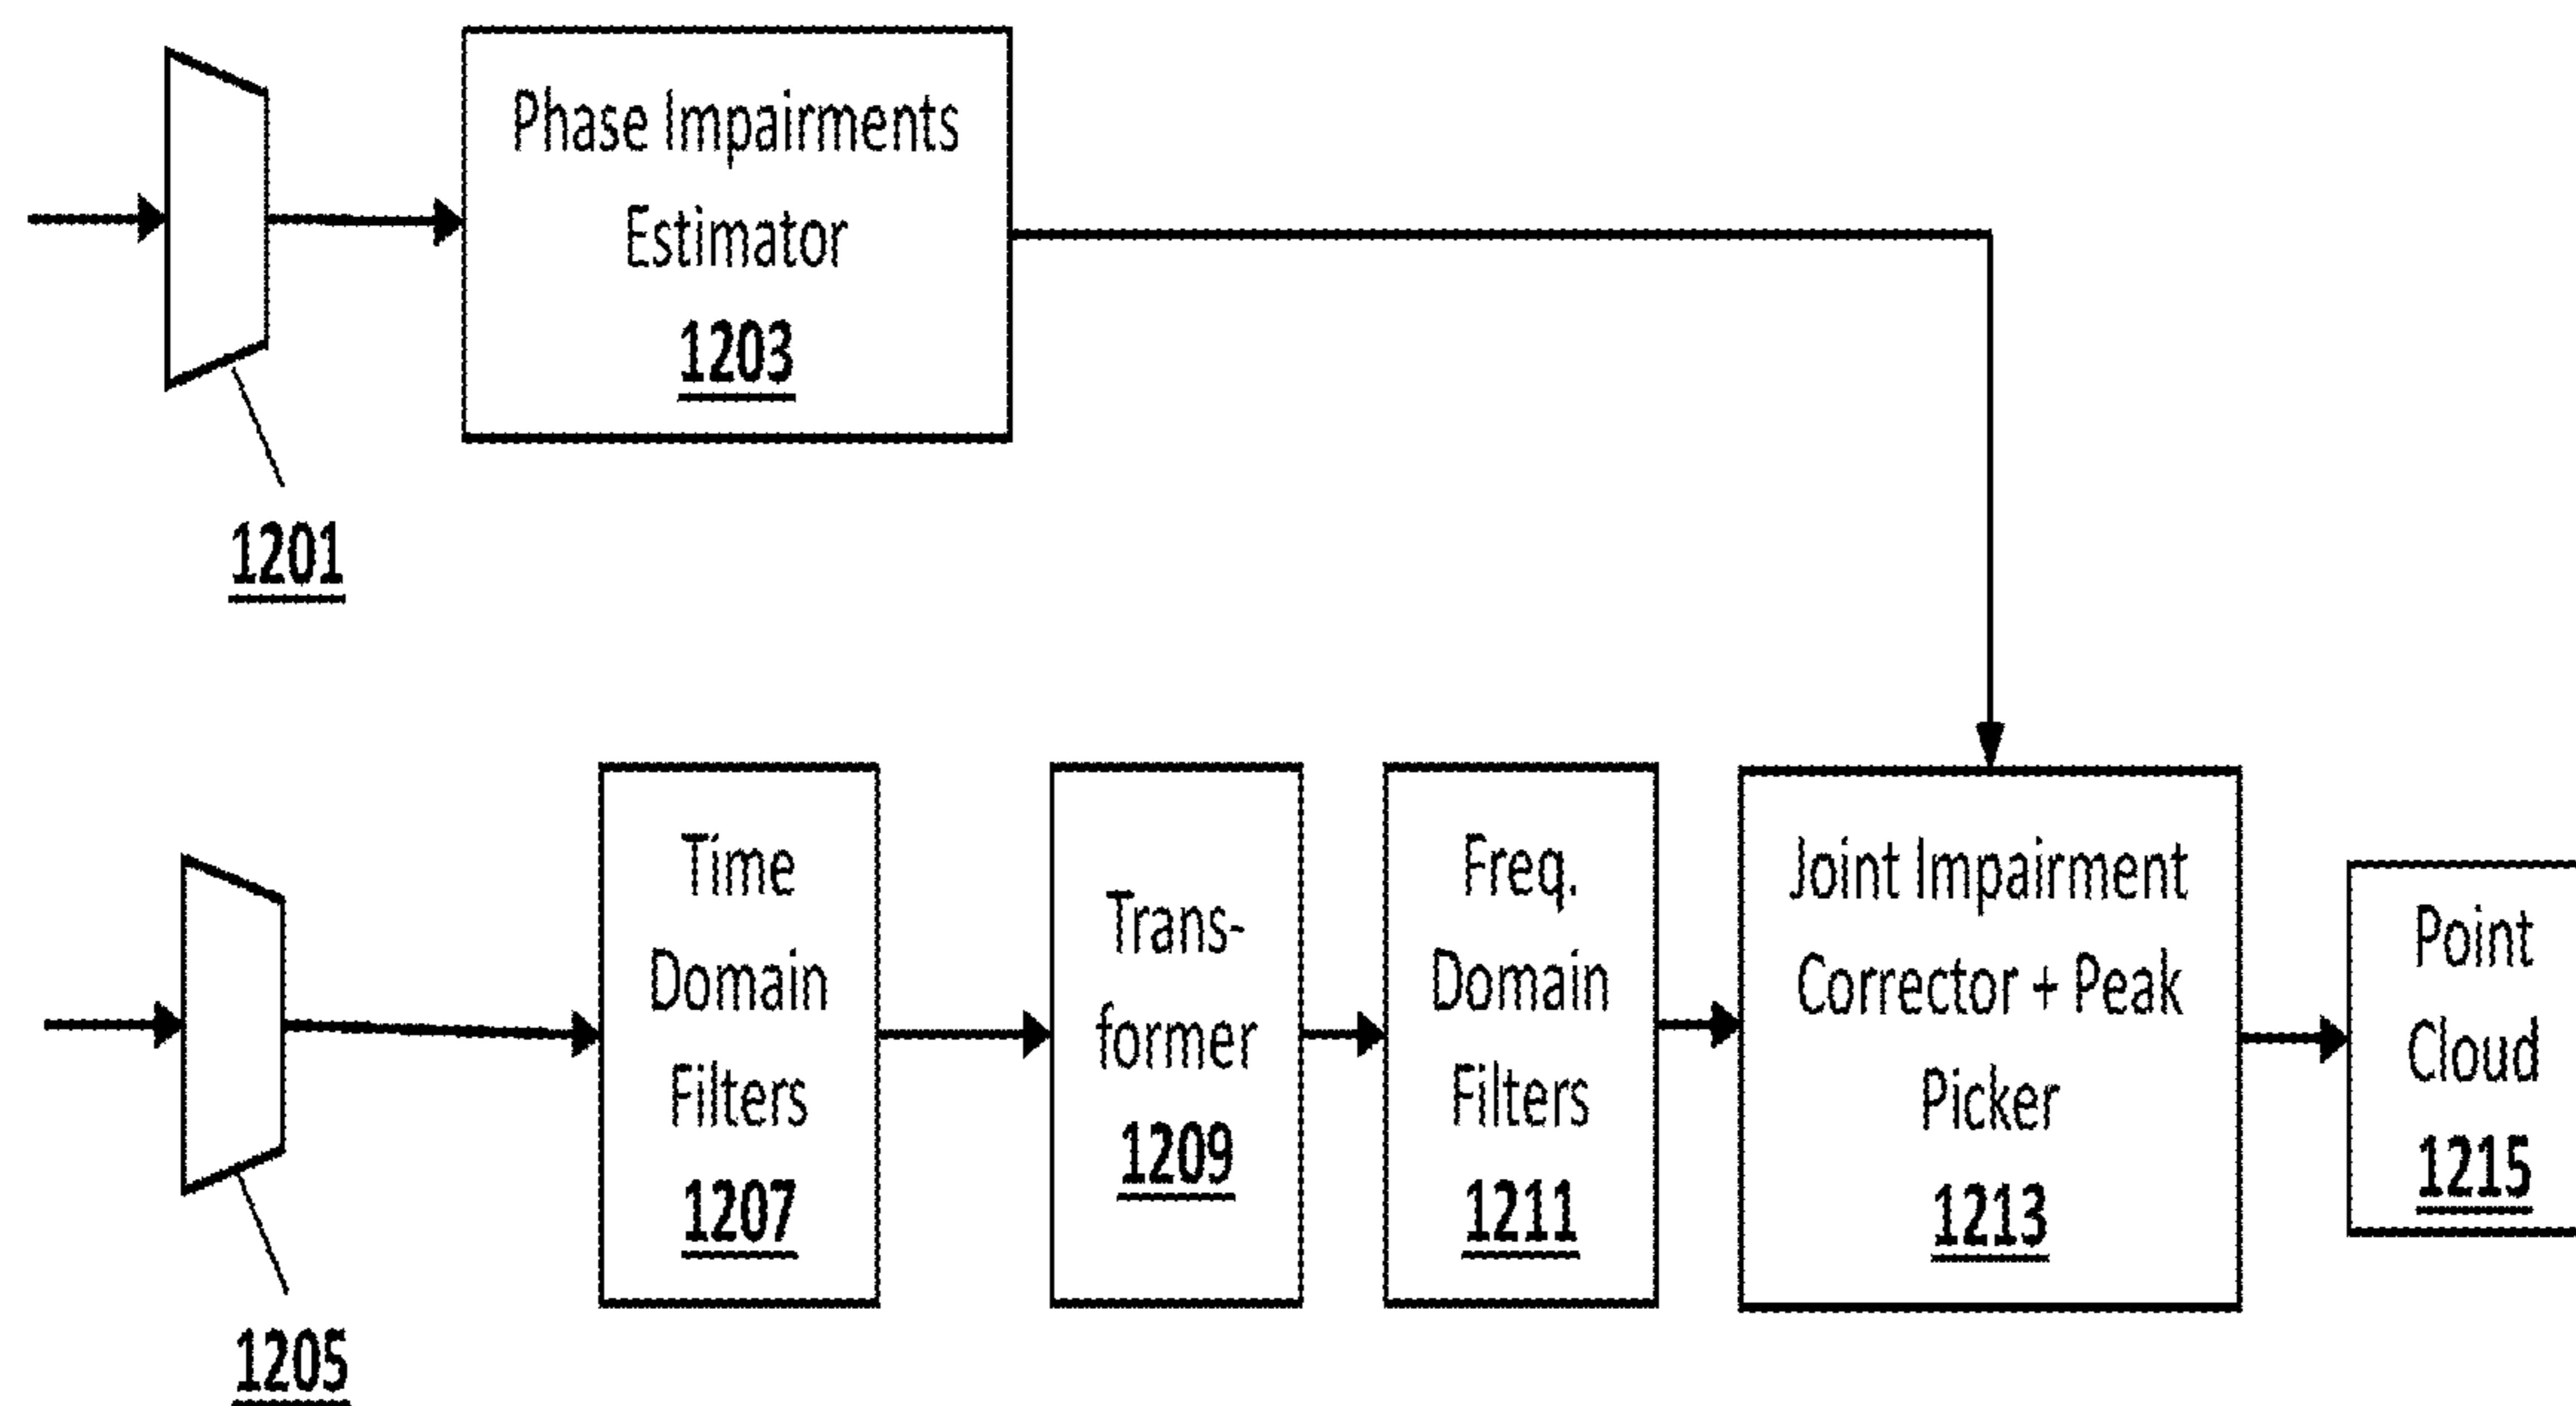 Phase Impairments
Estimator
1203
1201
Time
Domain
Filters
1207
Trans-
former
1209
Freq.
Domain
Filters
1211
Joint Impairment
Corrector + Peak
Picker
1213
Point
Cloud
1215
1205